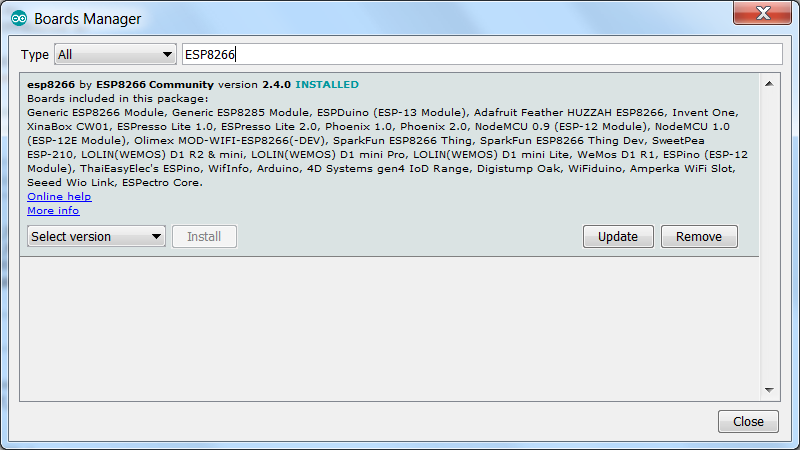 Boards Manager
Type All ESP8266
esp8266 by ESP8266 Community version 2.4.0 INSTALLED
Boards included in this package:
Generic ESP8266 Module, Generic ESP8285 Module, ESPDuino (ESP-13 Module), Adafruit Feather HUZZAH ESP8266, Invent One,
XinaBox CW01, ESPresso Lite 1.0, ESPresso Lite 2.0, Phoenix 1.0, Phoenix 2.0, NodeMCU 0.9 (ESP-12 Module), NodeMCU 1.0
(ESP-12E Module), Olimex MOD-WIFI-ESP8266(-DEV), SparkFun ESP8266 Thing, SparkFun ESP8266 Thing Dev, SweetPea
ESP-210, LOLIN(WEMOS) D1 R2 & mini, LOLIN(WEMOS) D1 mini Pro, LOLIN(WEMOS) D1 mini Lite, WeMos D1 R1, ESPino (ESP-12
Module), ThaiEasyElec's ESPino, WifInfo, Arduino, 4D Systems gen4 IoD Range, Digistump Oak, WiFiduino, Amperka WiFi Slot,
Seeed Wio Link, ESPectro Core.
Online help
More info
Select version Install Update Remove
Close